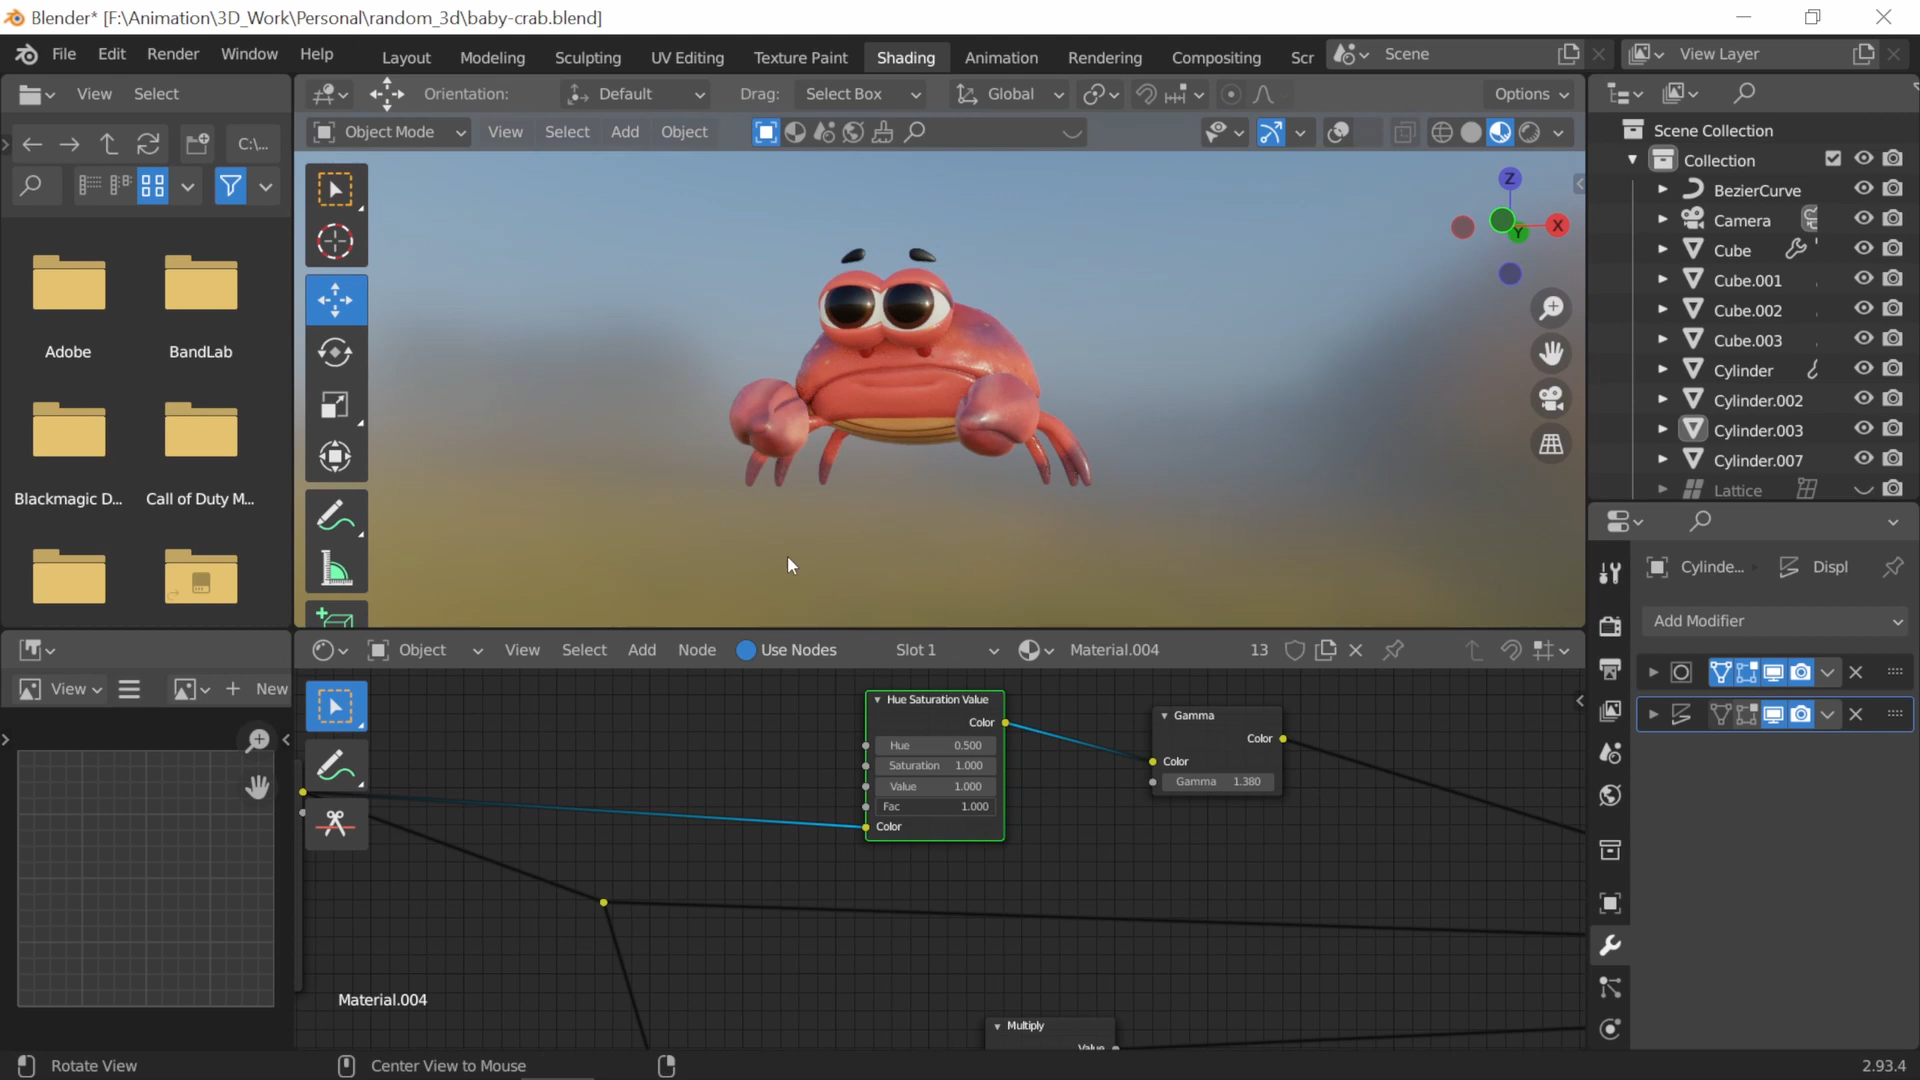 Blender* [F:\Animation\3D_Work\Personal\random_3d\baby-crab.blend]
File Edit Render Window Help Layout Modeling Sculpting UV Editing Texture Paint Shading Animation Rendering Compositing Scr Scene View Layer
View Select Orientation: Default Drag: Select Box Global Options
Object Mode View Select Add Object
C:\...
Scene Collection
Collection
BezierCurve
Camera
Cube
Cube.001
Cube.002
Cube.003
Cylinder
Cylinder.002
Cylinder.003
Cylinder.007
Lattice
Z
X
Y
Adobe BandLab
Blackmagic D... Call of Duty M...
Cylinde... Displ
Add Modifier
Object View Select Add Node Use Nodes Slot 1 Material.004 13
View New
Hue Saturation Value
Color
Hue 0.500
Saturation 1.000
Value 1.000
Fac 1.000
Color
Gamma
Color
Color
Gamma 1.380
Multiply
Value
Material.004
Rotate View Center View to Mouse 2.93.4